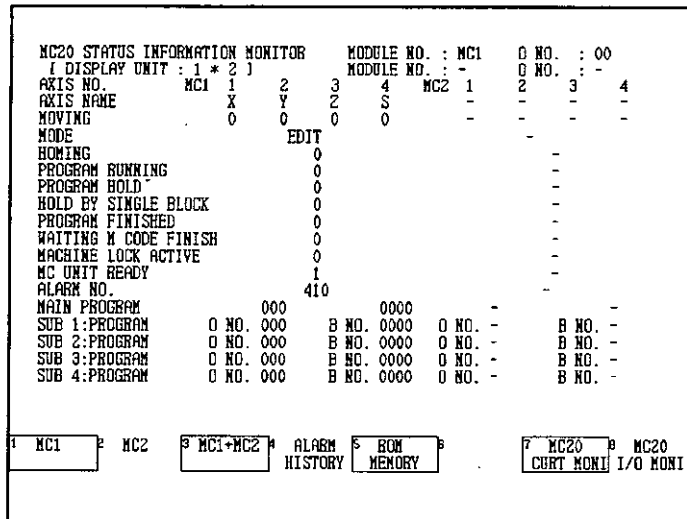 MC20 STATUS INFORMATION MONITOR MODULE NO. : MC1 O NO. : 00
[ DISPLAY UNIT : 1 * 2 ] MODULE NO. : - O NO. : -
AXIS NO. MC1 1 2 3 4 MC2 1 2 3 4
AXIS NAME X Y Z S - - - -
MOVING 0 0 0 0 - - - -
MODE EDIT -
HOMING 0 -
PROGRAM RUNNING 0 -
PROGRAM HOLD 0 -
HOLD BY SINGLE BLOCK 0 -
PROGRAM FINISHED 0 -
WAITING M CODE FINISH 0 -
MACHINE LOCK ACTIVE 0 -
MC UNIT READY 1 -
ALARM NO. 410 -
MAIN PROGRAM 000 0000 - -
SUB 1:PROGRAM O NO. 000 B NO. 0000 O NO. - B NO. -
SUB 2:PROGRAM O NO. 000 B NO. 0000 O NO. - B NO. -
SUB 3:PROGRAM O NO. 000 B NO. 0000 O NO. - B NO. -
SUB 4:PROGRAM O NO. 000 B NO. 0000 O NO. - B NO. -
1 MC1 2 MC2 3 MC1+MC2 4 ALARM 5 ROM 6 7 MC20 8 MC20
HISTORY MEMORY CURT MONI I/O MONI